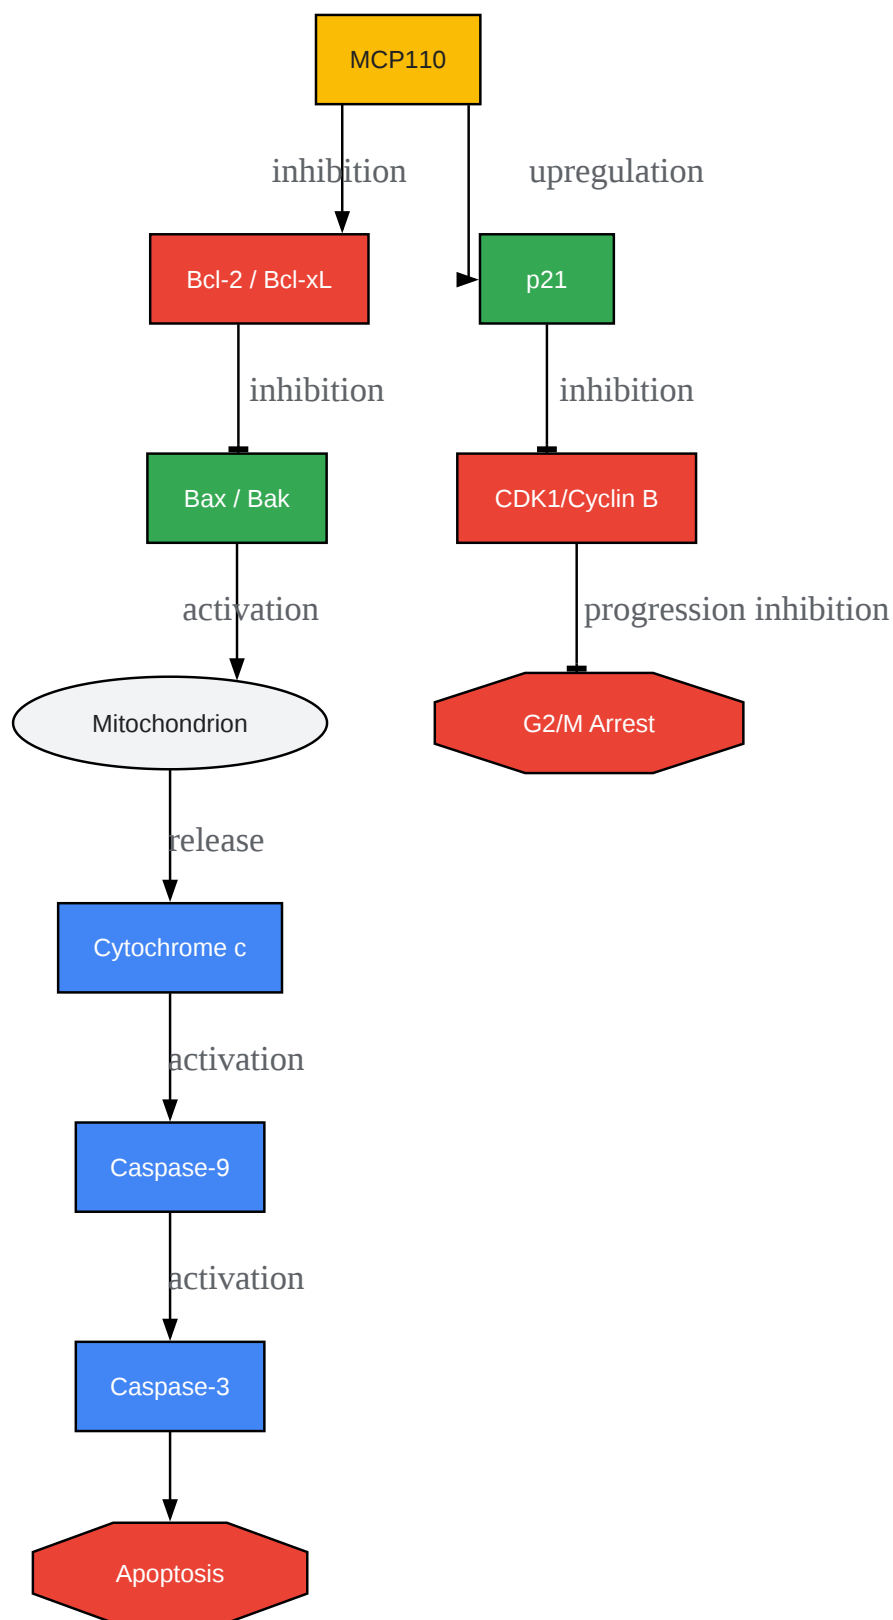 MCP110
inhibition
upregulation
Bcl-2 / Bcl-xL
p21
inhibition
inhibition
Bax / Bak
CDK1/Cyclin B
activation
progression inhibition
Mitochondrion
G2/M Arrest
release
Cytochrome c
activation
Caspase-9
activation
Caspase-3
Apoptosis